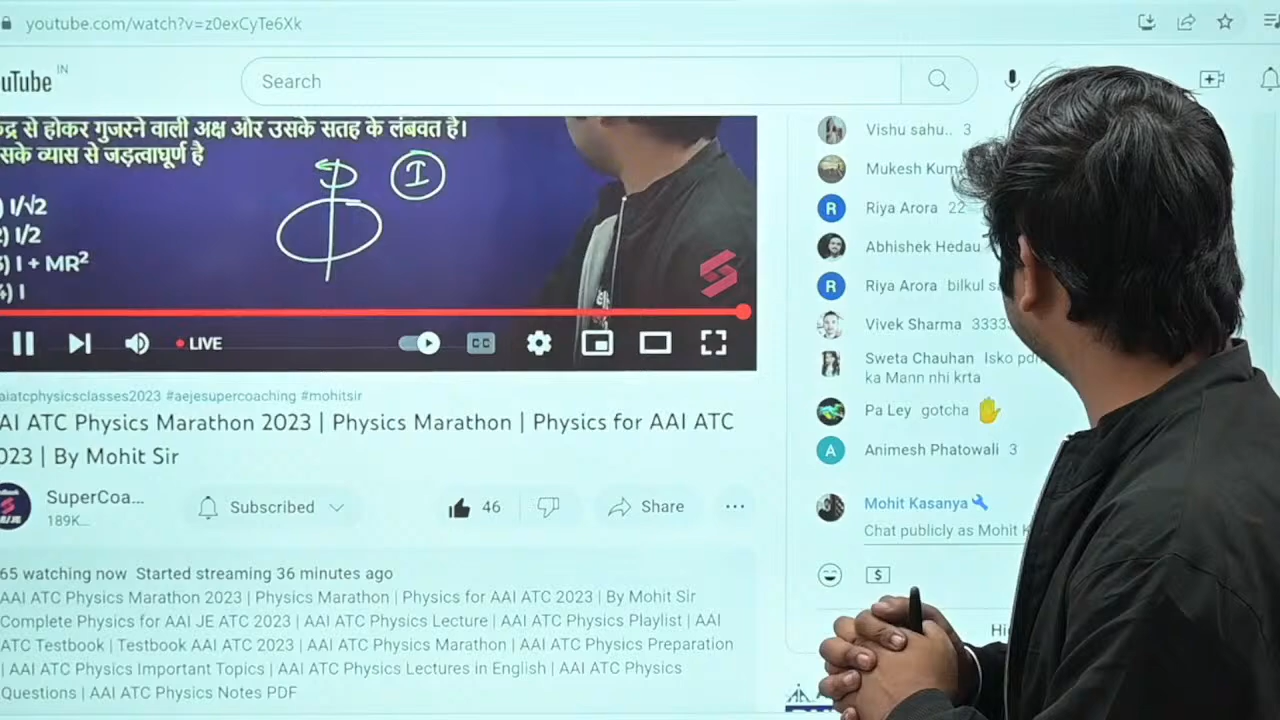 youtube.com/watch?v=z0exCyTe6Xk
uTube IN
Search
से होकर गुजरने वाली अक्ष और उसके सतह के लंबवत है।
सके व्यास से जड़त्वाघूर्ण है
I
) I/√2
) I/2
) I + MR²
4) I
LIVE
CC
aiatcphysicsclasses2023 #aejesupercoaching #mohitsir
AI ATC Physics Marathon 2023 | Physics Marathon | Physics for AAI ATC
023 | By Mohit Sir
SuperCoa...
189K...
Subscribed
46
Share
65 watching now Started streaming 36 minutes ago
AAI ATC Physics Marathon 2023 | Physics Marathon | Physics for AAI ATC 2023 | By Mohit Sir
Complete Physics for AAI JE ATC 2023 | AAI ATC Physics Lecture | AAI ATC Physics Playlist | AAI
ATC Testbook | Testbook AAI ATC 2023 | AAI ATC Physics Marathon | AAI ATC Physics Preparation
| AAI ATC Physics Important Topics | AAI ATC Physics Lectures in English | AAI ATC Physics
Questions | AAI ATC Physics Notes PDF
Vishu sahu.. 3
Mukesh Kum
R Riya Arora 22
Abhishek Hedau
R Riya Arora bilkul s
Vivek Sharma 3333
Sweta Chauhan Isko pd
ka Mann nhi krta
Pa Ley gotcha
A Animesh Phatowali 3
Mohit Kasanya
Chat publicly as Mohit K
$
Hi